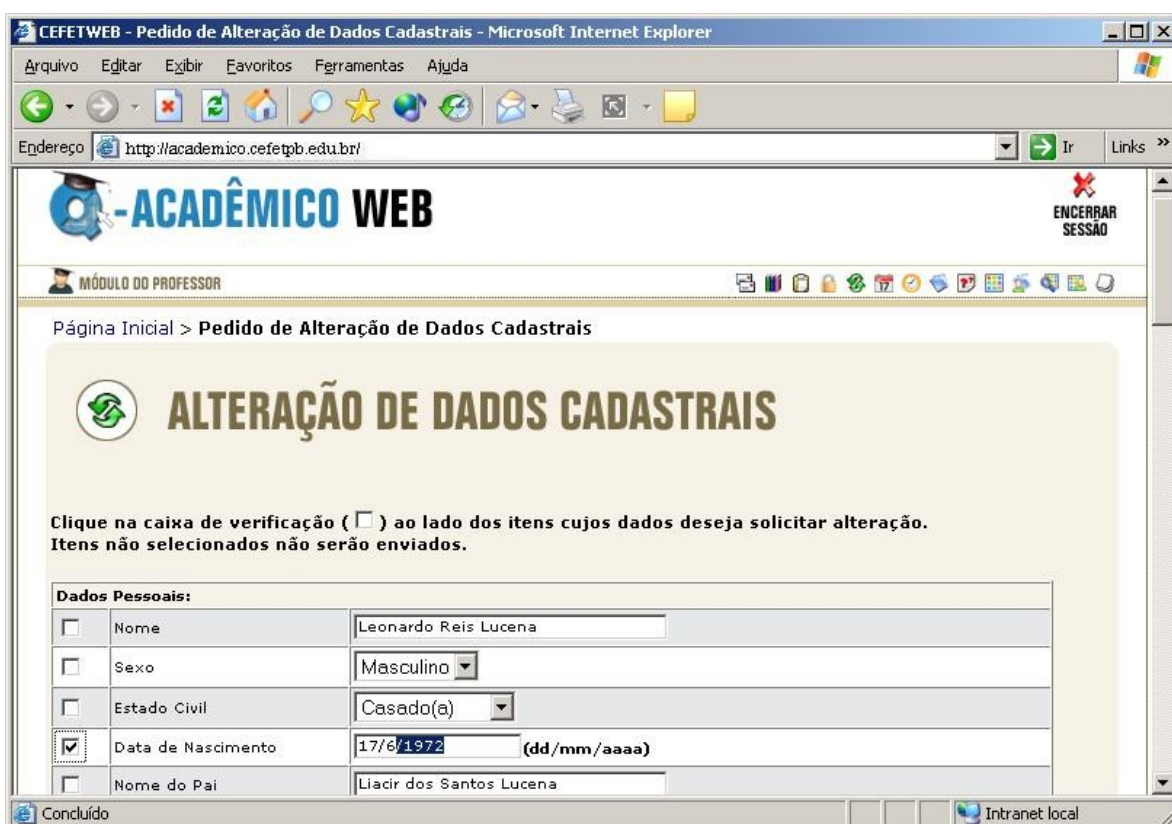 CEFETWEB - Pedido de Alteração de Dados Cadastrais - Microsoft Internet Explorer
Arquivo Editar Exibir Favoritos Ferramentas Ajuda
Endereço http://academico.cefetpb.edu.br/ Ir Links »
-ACADÊMICO WEB
ENCERRAR
SESSÃO
MÓDULO DO PROFESSOR
17
Página Inicial > Pedido de Alteração de Dados Cadastrais
ALTERAÇÃO DE DADOS CADASTRAIS
Clique na caixa de verificação ( ) ao lado dos itens cujos dados deseja solicitar alteração.
Itens não selecionados não serão enviados.
Dados Pessoais:
Nome Leonardo Reis Lucena
Sexo Masculino
Estado Civil Casado(a)
Data de Nascimento 17/6/1972 (dd/mm/aaaa)
Nome do Pai Liacir dos Santos Lucena
Concluído Intranet local